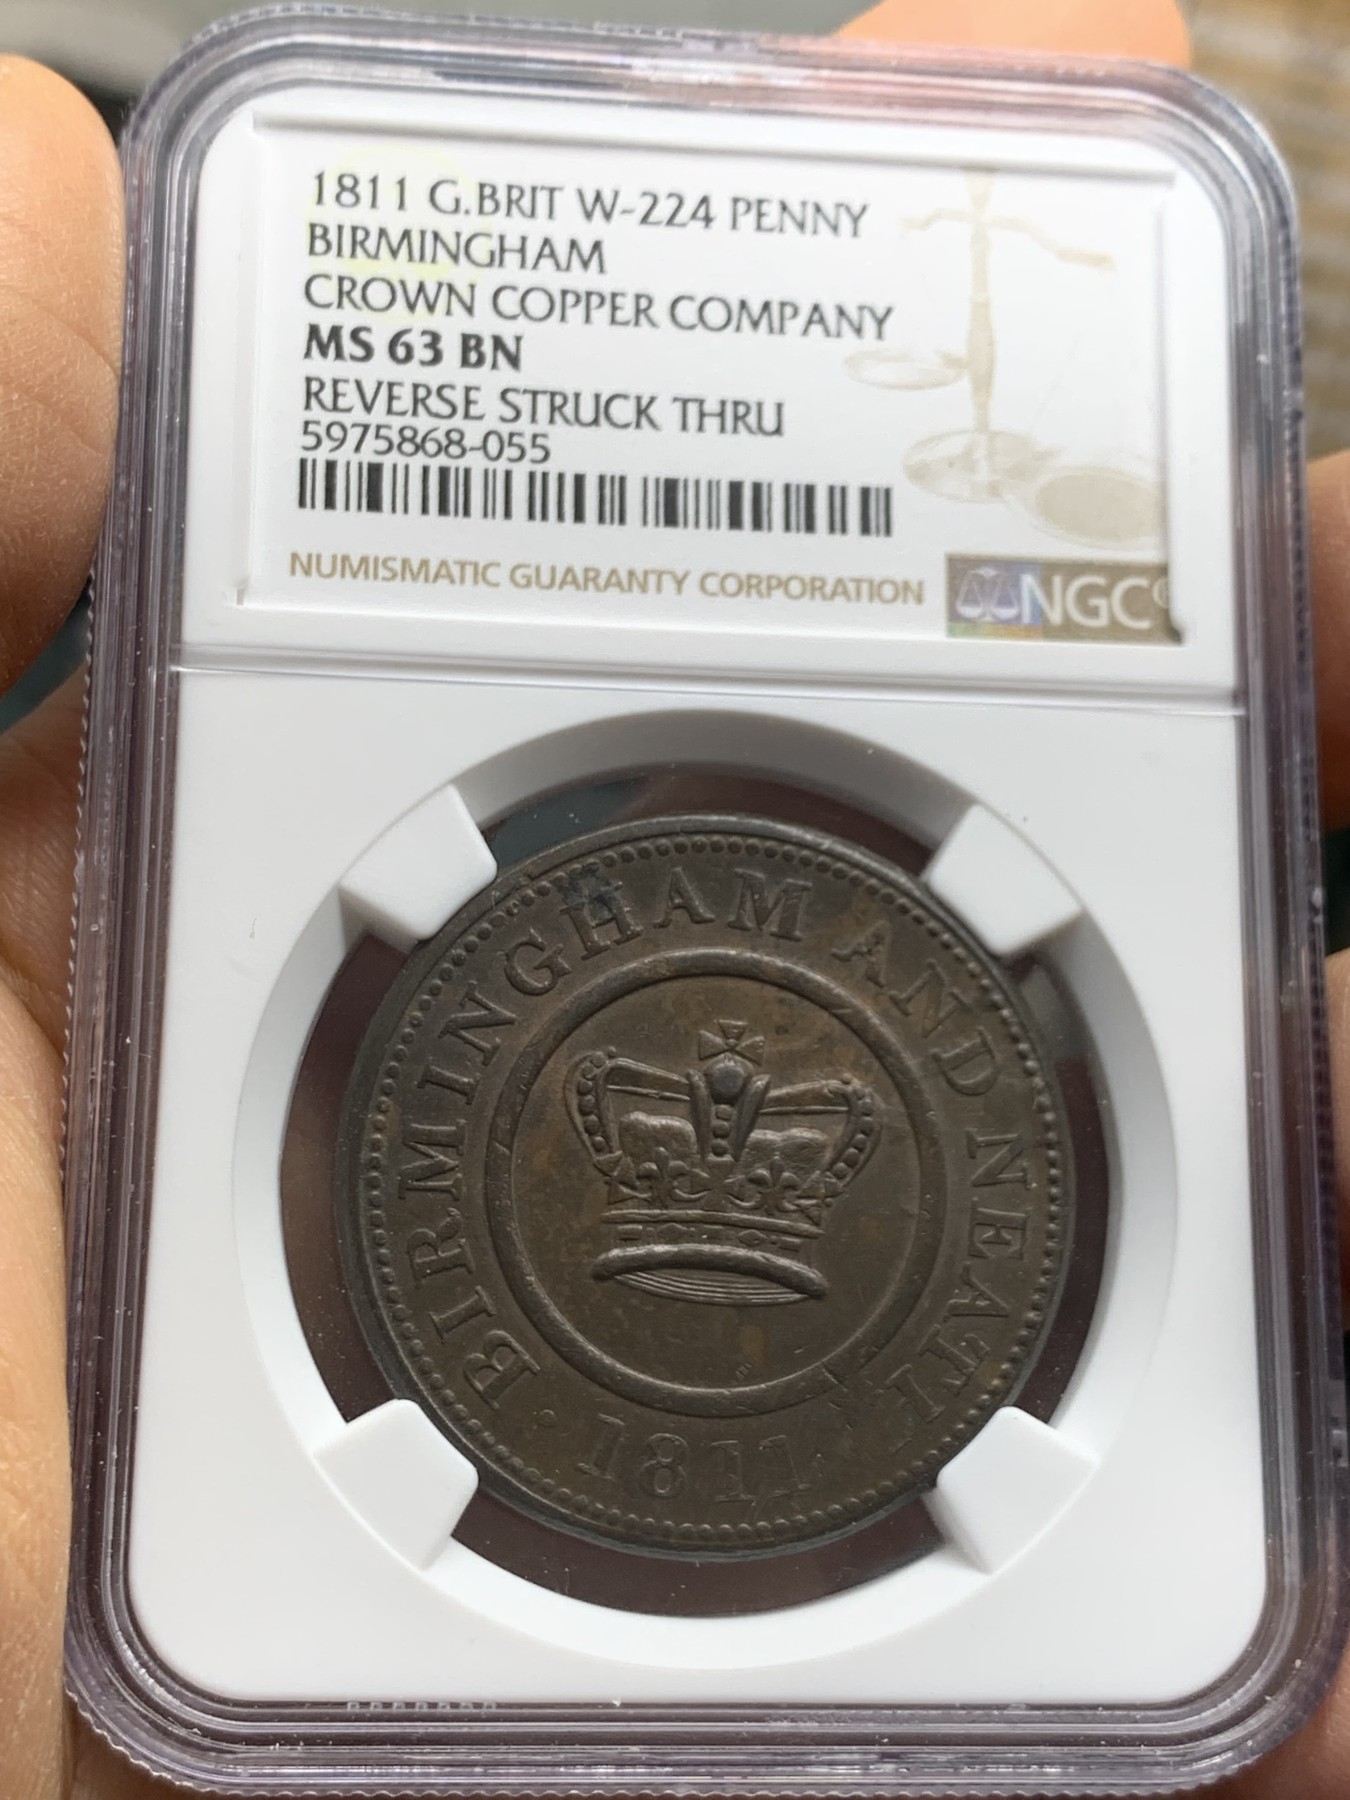 1811 G.BRIT W-224 PENNY
BIRMINGHAM
CROWN COPPER COMPANY
MS 63 BN
REVERSE STRUCK THRU
5975868-055
NUMISMATIC GUARANTY CORPORATION
NGC
BIRMINGHAM AND NEATH
· 1811